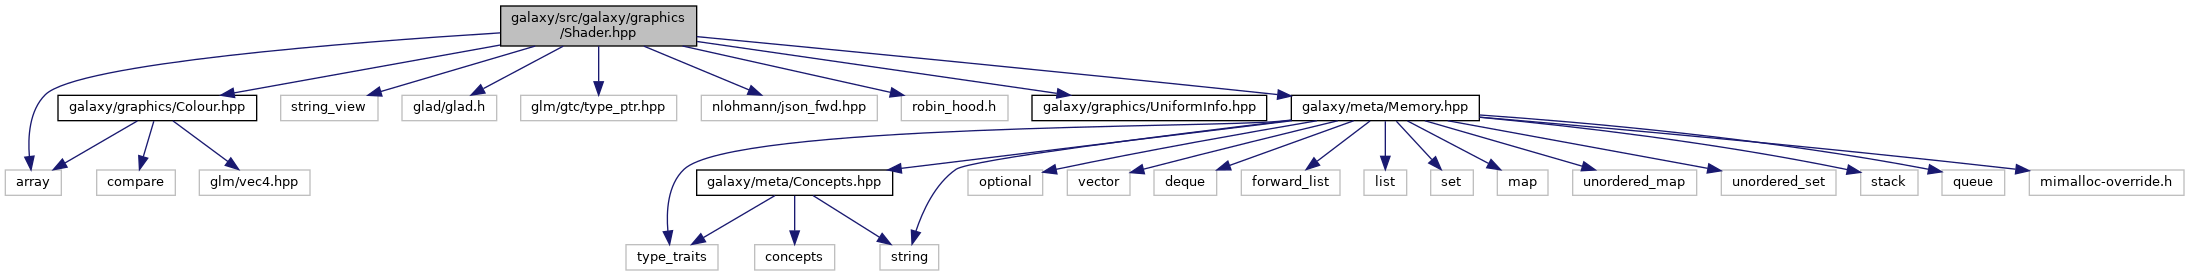 galaxy/src/galaxy/graphics
/Shader.hpp
galaxy/graphics/Colour.hpp
string_view
glad/glad.h
glm/gtc/type_ptr.hpp
nlohmann/json_fwd.hpp
robin_hood.h
galaxy/graphics/UniformInfo.hpp
galaxy/meta/Memory.hpp
array
compare
glm/vec4.hpp
galaxy/meta/Concepts.hpp
optional
vector
deque
forward_list
list
set
map
unordered_map
unordered_set
stack
queue
mimalloc-override.h
type_traits
concepts
string